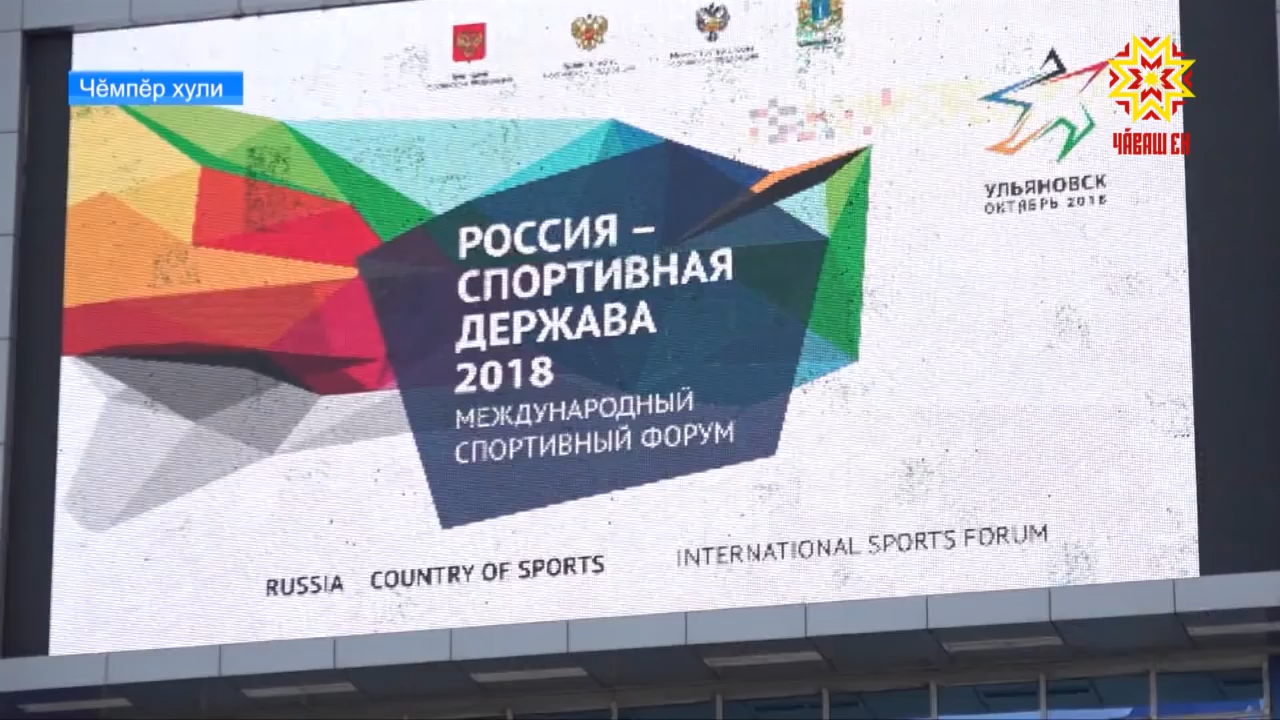 Чӗмпӗр хули
ЧӐВАШ ЕН
УЛЬЯНОВСК
ОКТЯБРЬ 2018
РОССИЯ –
СПОРТИВНАЯ
ДЕРЖАВА
2018
МЕЖДУНАРОДНЫЙ
СПОРТИВНЫЙ ФОРУМ
RUSSIA COUNTRY OF SPORTS INTERNATIONAL SPORTS FORUM